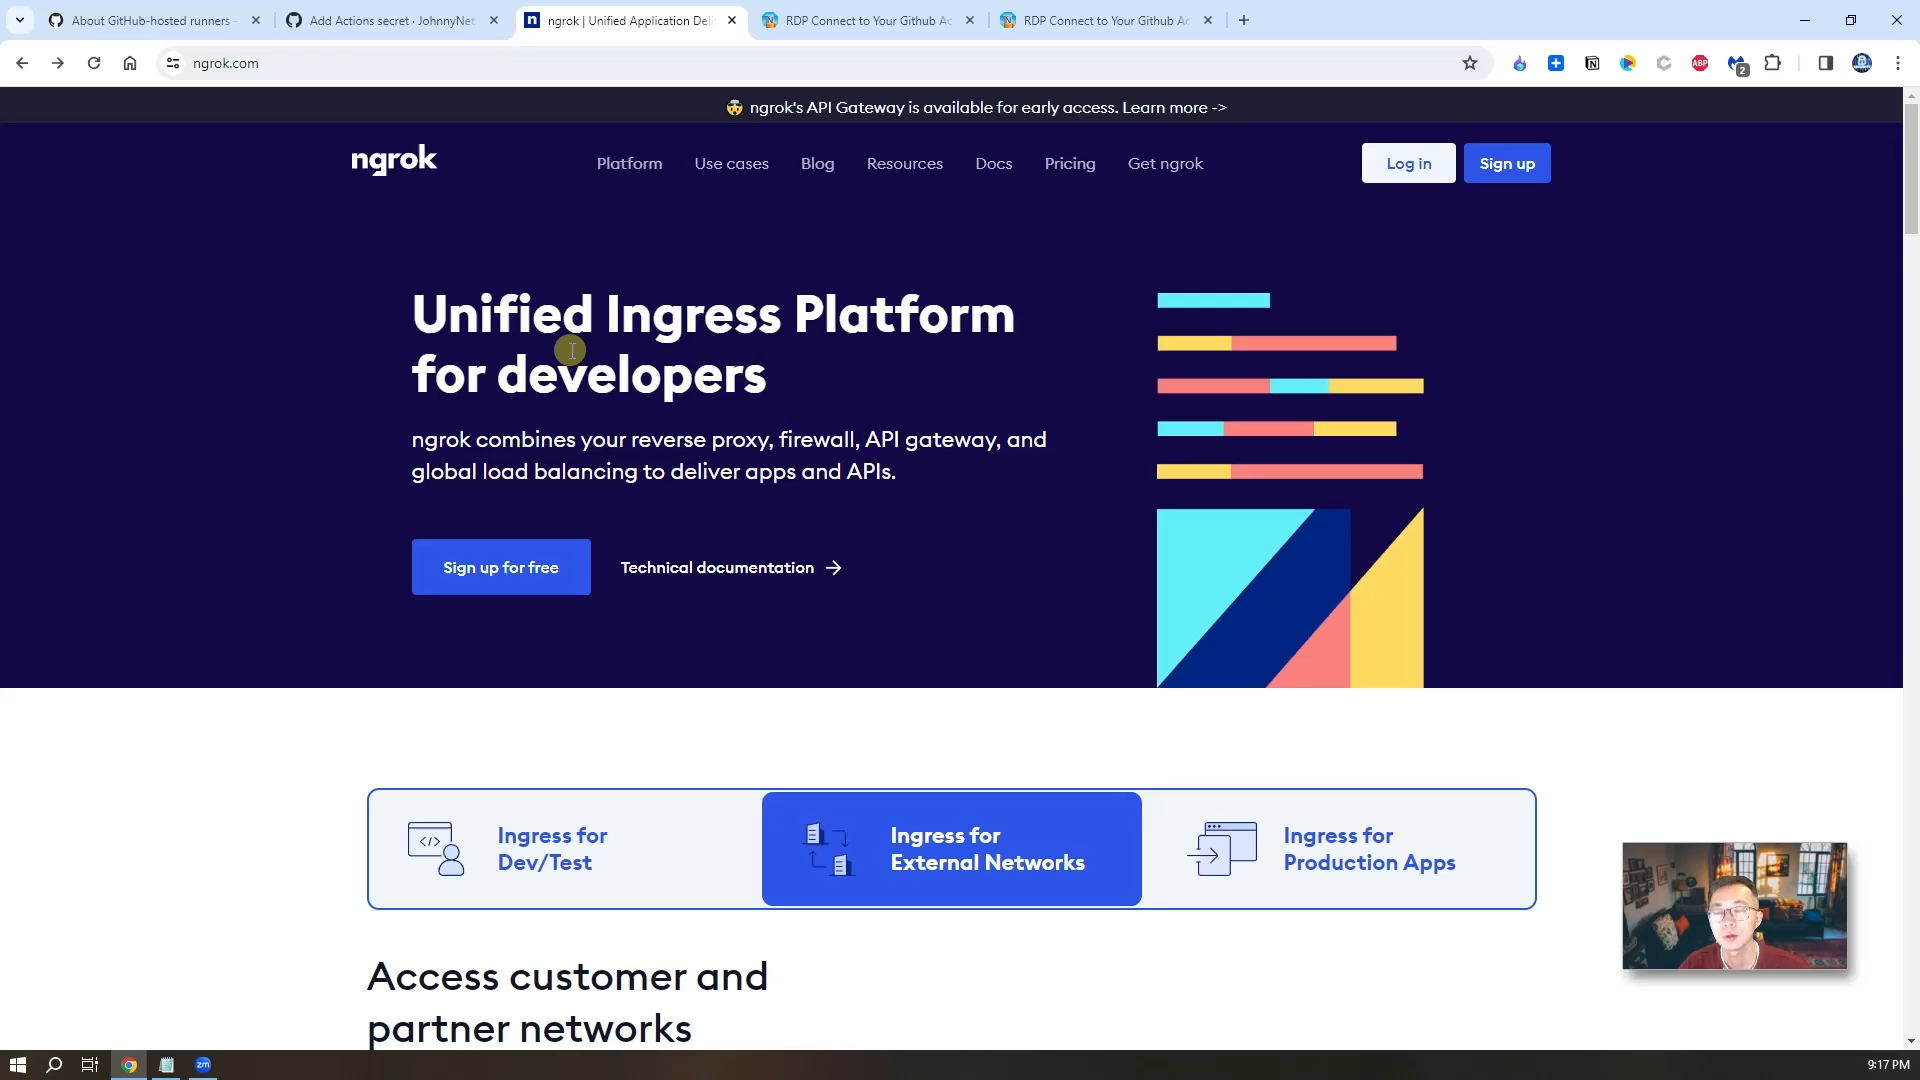 About GitHub-hosted runners -
Add Actions secret · JohnnyNet
ngrok | Unified Application Deli
RDP Connect to Your Github Ac
RDP Connect to Your Github Ac
ngrok.com
ABP
2
🤯 ngrok's API Gateway is available for early access. Learn more ->
ngrok
Platform
Use cases
Blog
Resources
Docs
Pricing
Get ngrok
Log in
Sign up
Unified Ingress Platform
for developers
ngrok combines your reverse proxy, firewall, API gateway, and
global load balancing to deliver apps and APIs.
Sign up for free
Technical documentation →
Ingress for
Dev/Test
Ingress for
External Networks
Ingress for
Production Apps
Access customer and
partner networks
zm
9:17 PM